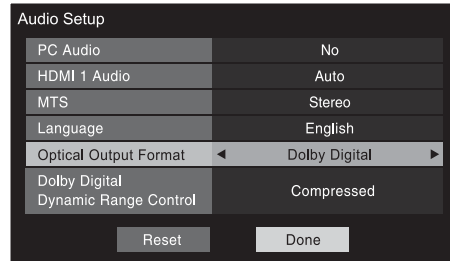 Audio Setup
PC Audio No
HDMI 1 Audio Auto
MTS Stereo
Language English
Optical Output Format Dolby Digital
Dolby Digital
Dynamic Range Control Compressed
Reset Done